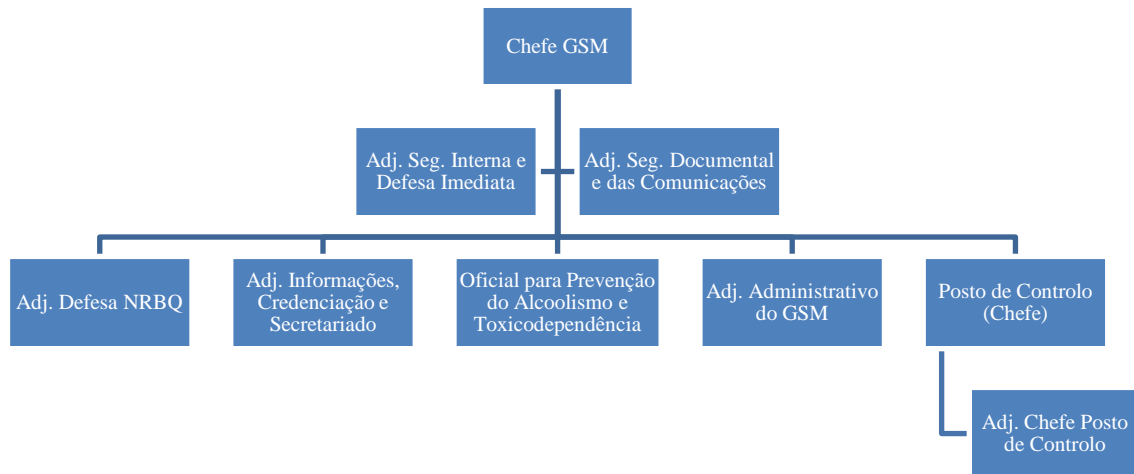 Chefe GSM
Adj. Seg. Interna e
Defesa Imediata
Adj. Seg. Documental
e das Comunicações
Adj. Defesa NRBQ
Adj. Informações,
Credenciação e
Secretariado
Oficial para Prevenção
do Alcoolismo e
Toxicodependência
Adj. Administrativo
do GSM
Posto de Controlo
(Chefe)
Adj. Chefe Posto
de Controlo